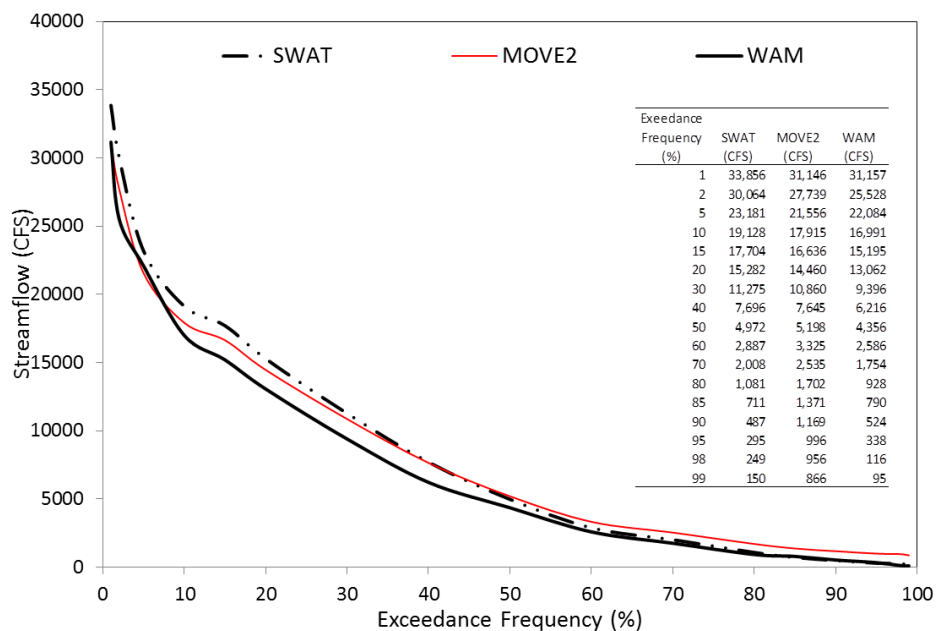 40000
35000
30000
25000
20000
15000
10000
5000
0
Streamflow (CFS)
SWAT MOVE2 WAM
Exeedance
Frequency SWAT MOVE2 WAM
(%) (CFS) (CFS) (CFS)
1 33,856 31,146 31,157
2 30,064 27,739 25,528
5 23,181 21,556 22,084
10 19,128 17,915 16,991
15 17,704 16,636 15,195
20 15,282 14,460 13,062
30 11,275 10,860 9,396
40 7,696 7,645 6,216
50 4,972 5,198 4,356
60 2,887 3,325 2,586
70 2,008 2,535 1,754
80 1,081 1,702 928
85 711 1,371 790
90 487 1,169 524
95 295 996 338
98 249 956 116
99 150 866 95
0 10 20 30 40 50 60 70 80 90 100
Exceedance Frequency (%)